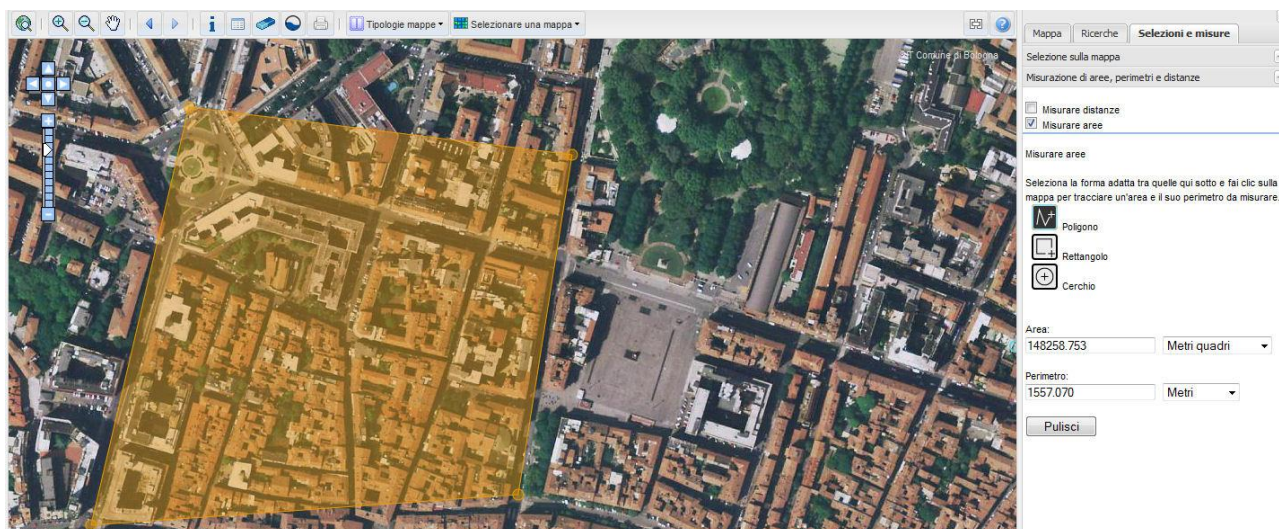 Tipologie mappe
Selezionare una mappa
Comune di Bologna
Mappa
Ricerche
Selezioni e misure
Selezione sulla mappa
Misurazione di aree, perimetri e distanze
Misurare distanze
Misurare aree
Misurare aree
Seleziona la forma adatta tra quelle qui sotto e fai clic sulla
mappa per tracciare un'area e il suo perimetro da misurare.
Poligono
Rettangolo
Cerchio
Area:
148258.753 Metri quadri
Perimetro:
1557.070 Metri
Pulisci